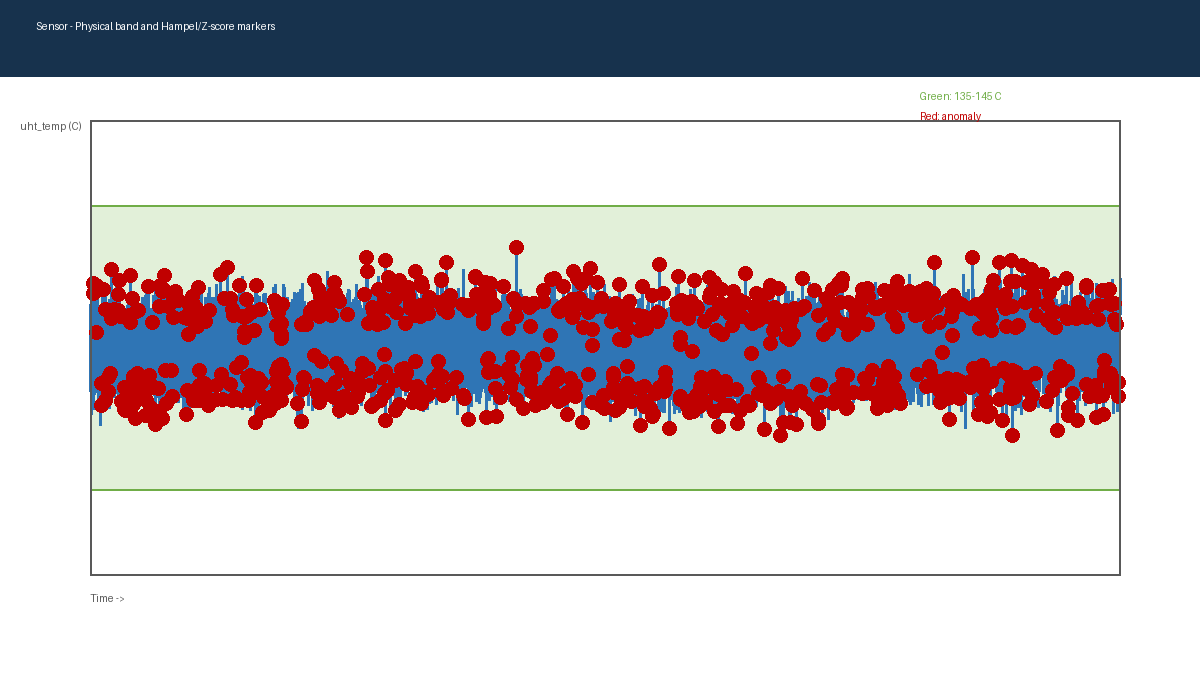 Sensor - Physical band and Hampel/Z-score markers
Green: 135-145 C
Red: anomaly
uht_temp (C)
Time ->